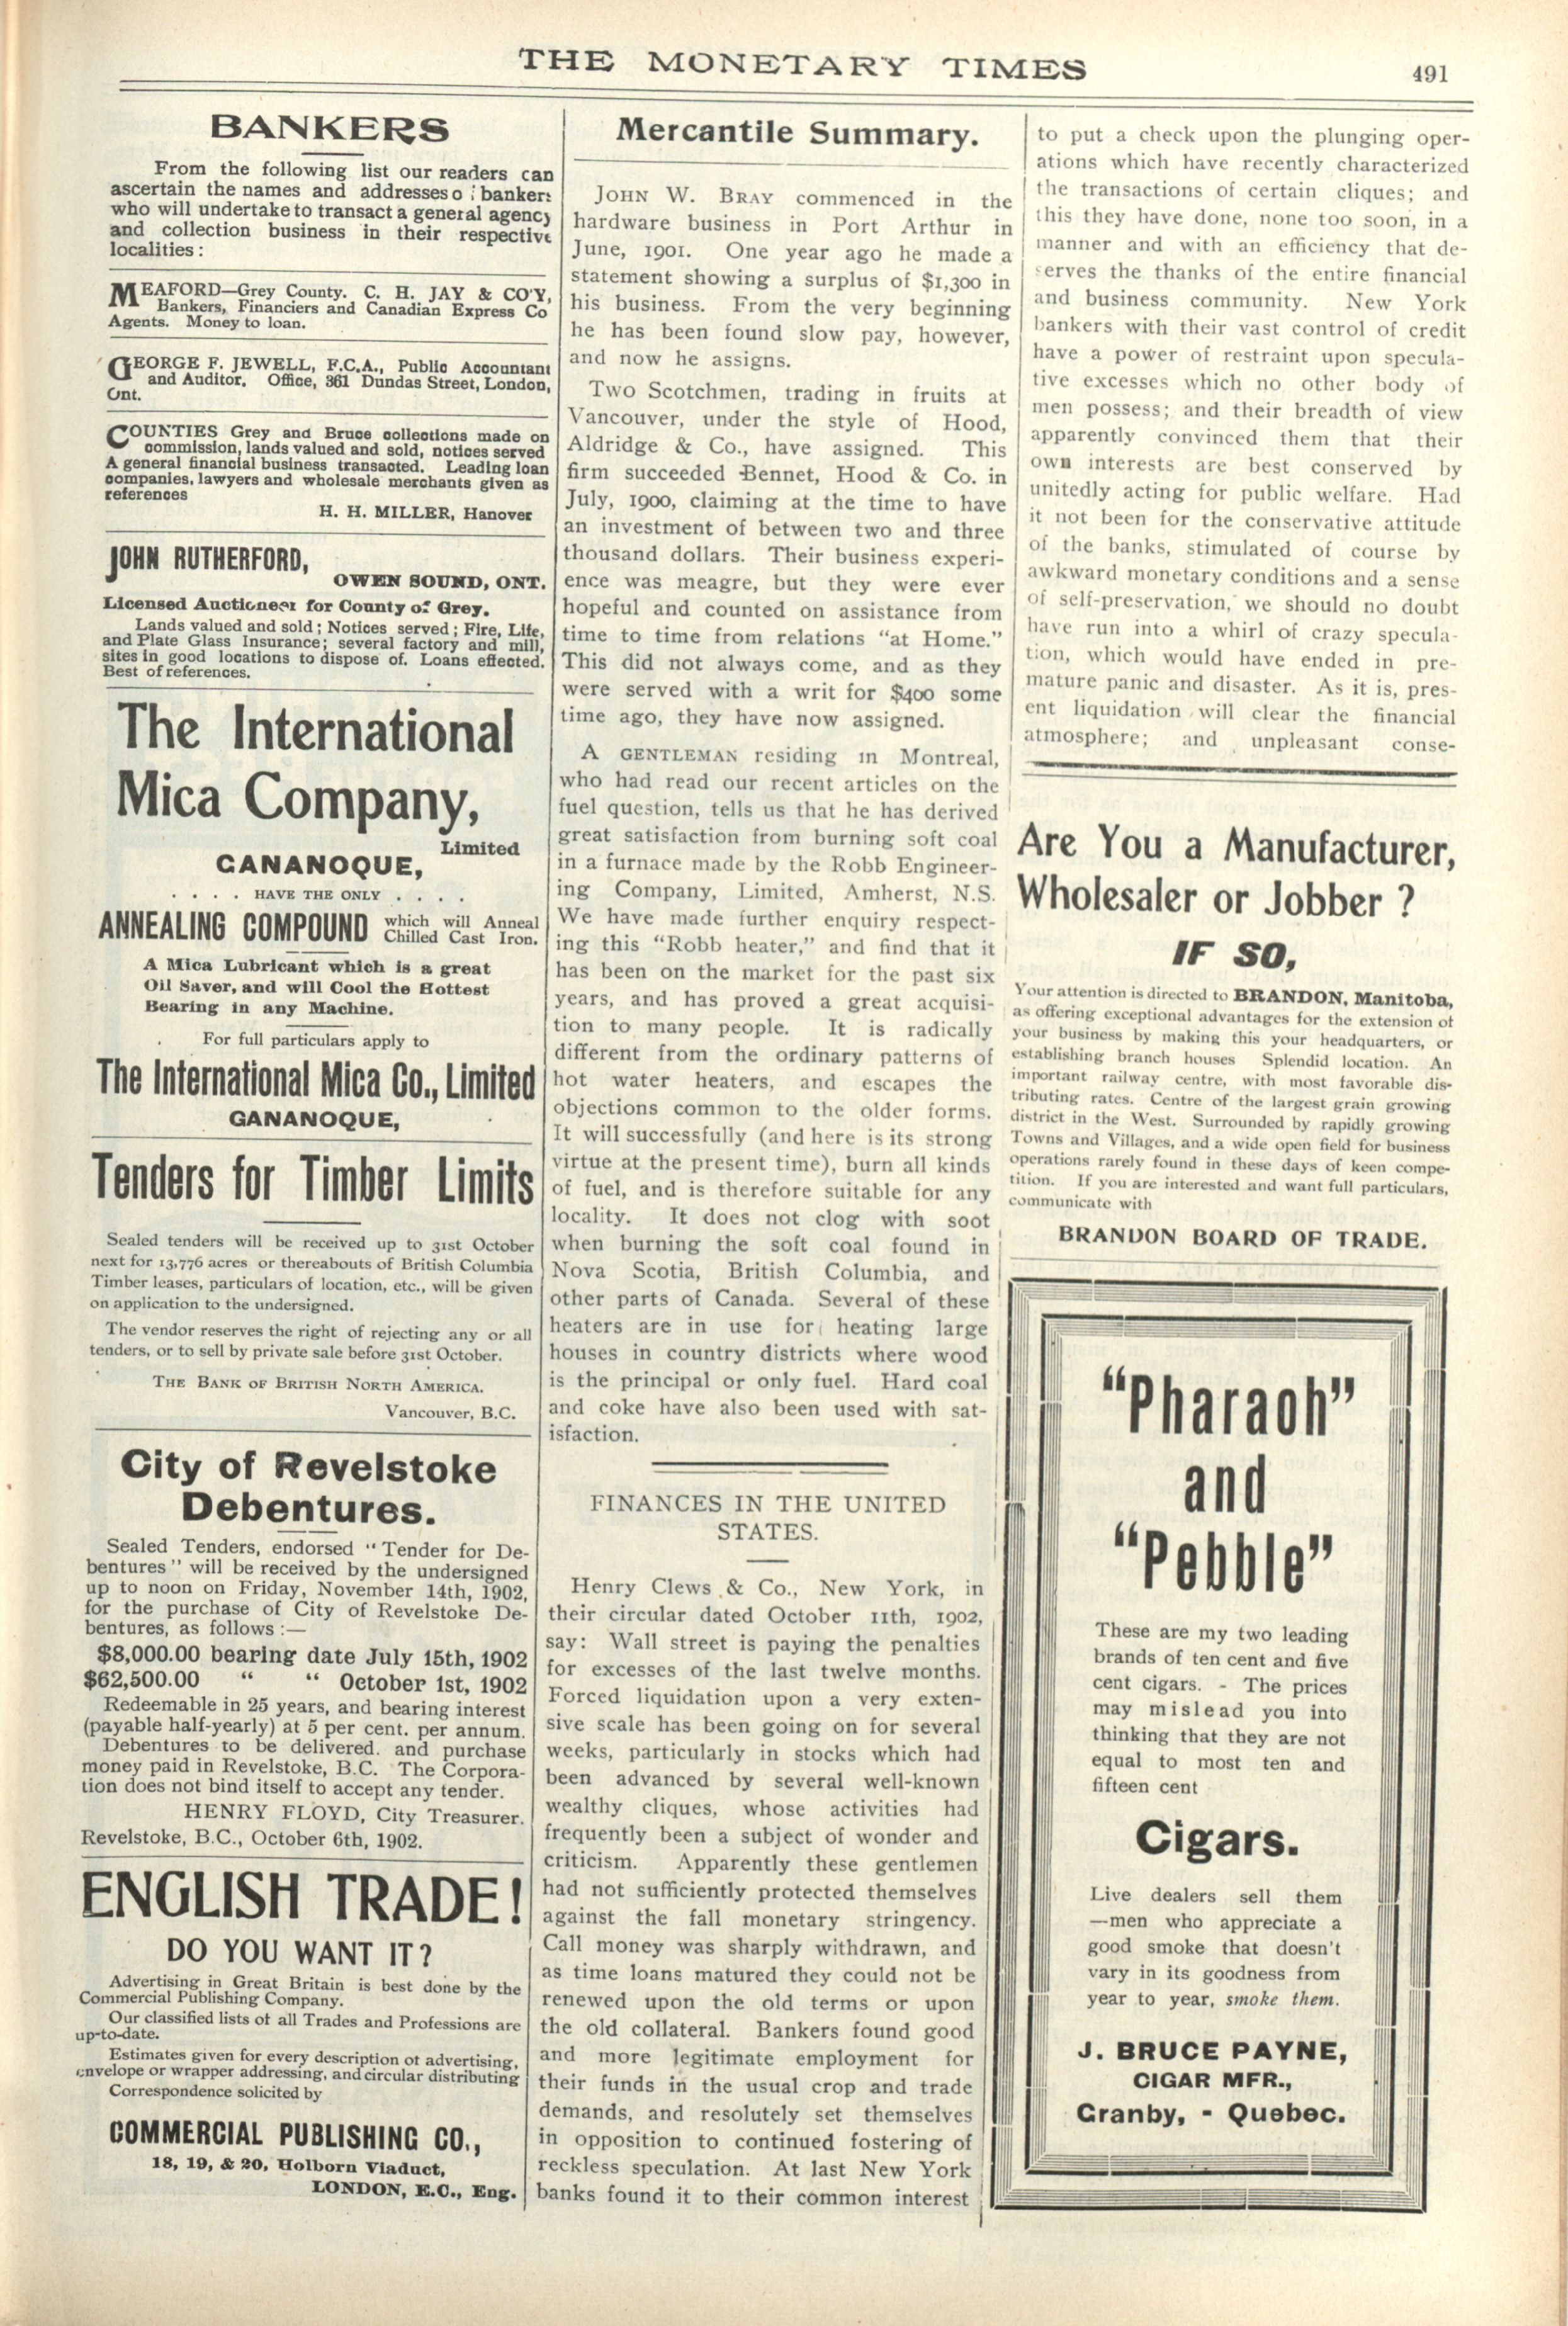 THE MONETARY TIMES
491
BANKERS
From the following list our readers can
ascertain the names and addresses o : bankers
who will undertake to transact a general agency
and collection business in their respective
localities :
MEAFORD—Grey County. C. H. JAY & CO'Y,
Bankers, Financiers and Canadian Express Co
Agents. Money to loan.
GEORGE F. JEWELL, F.C.A., Public Accountant
and Auditor. Office, 361 Dundas Street, London,
Ont.
COUNTIES Grey and Bruce collections made on
commission, lands valued and sold, notices served
A general financial business transacted. Leading loan
companies, lawyers and wholesale merchants given as
references
H. H. MILLER, Hanover
JOHN RUTHERFORD,
OWEN SOUND, ONT.
Licensed Auctioneer for County of Grey.
Lands valued and sold; Notices served; Fire, Life,
and Plate Glass Insurance; several factory and mill,
sites in good locations to dispose of. Loans effected.
Best of references.
The International
Mica Company,
Limited
GANANOQUE,
. . . . HAVE THE ONLY . . . .
ANNEALING COMPOUND which will Anneal
Chilled Cast Iron.
A Mica Lubricant which is a great
Oil Saver, and will Cool the Hottest
Bearing in any Machine.
For full particulars apply to
The International Mica Co., Limited
GANANOQUE,
Tenders for Timber Limits
Sealed tenders will be received up to 31st October
next for 13,776 acres or thereabouts of British Columbia
Timber leases, particulars of location, etc., will be given
on application to the undersigned.
The vendor reserves the right of rejecting any or all
tenders, or to sell by private sale before 31st October.
THE BANK OF BRITISH NORTH AMERICA.
Vancouver, B.C.
City of Revelstoke
Debentures.
Sealed Tenders, endorsed "Tender for De-
bentures" will be received by the undersigned
up to noon on Friday, November 14th, 1902,
for the purchase of City of Revelstoke De-
bentures, as follows :—
$8,000.00 bearing date July 15th, 1902
$62,500.00 " " October 1st, 1902
Redeemable in 25 years, and bearing interest
(payable half-yearly) at 5 per cent. per annum.
Debentures to be delivered. and purchase
money paid in Revelstoke, B.C. The Corpora-
tion does not bind itself to accept any tender.
HENRY FLOYD, City Treasurer.
Revelstoke, B.C., October 6th, 1902.
ENGLISH TRADE!
DO YOU WANT IT?
Advertising in Great Britain is best done by the
Commercial Publishing Company.
Our classified lists of all Trades and Professions are
up-to-date.
Estimates given for every description of advertising,
envelope or wrapper addressing, and circular distributing
Correspondence solicited by
COMMERCIAL PUBLISHING CO.,
18, 19, & 20, Holborn Viaduct,
LONDON, E.C., Eng.
Mercantile Summary.
JOHN W. BRAY commenced in the
hardware business in Port Arthur in
June, 1901. One year ago he made a
statement showing a surplus of $1,300 in
his business. From the very beginning
he has been found slow pay, however,
and now he assigns.
Two Scotchmen, trading in fruits at
Vancouver, under the style of Hood,
Aldridge & Co., have assigned. This
firm succeeded Bennet, Hood & Co. in
July, 1900, claiming at the time to have
an investment of between two and three
thousand dollars. Their business experi-
ence was meagre, but they were ever
hopeful and counted on assistance from
time to time from relations "at Home."
This did not always come, and as they
were served with a writ for $400 some
time ago, they have now assigned.
A GENTLEMAN residing in Montreal,
who had read our recent articles on the
fuel question, tells us that he has derived
great satisfaction from burning soft coal
in a furnace made by the Robb Engineer-
ing Company, Limited, Amherst, N.S.
We have made further enquiry respect-
ing this "Robb heater," and find that it
has been on the market for the past six
years, and has proved a great acquisi-
tion to many people. It is radically
different from the ordinary patterns of
hot water heaters, and escapes the
objections common to the older forms.
It will successfully (and here is its strong
virtue at the present time), burn all kinds
of fuel, and is therefore suitable for any
locality. It does not clog with soot
when burning the soft coal found in
Nova Scotia, British Columbia, and
other parts of Canada. Several of these
heaters are in use for heating large
houses in country districts where wood
is the principal or only fuel. Hard coal
and coke have also been used with sat-
isfaction.
FINANCES IN THE UNITED
STATES.
Henry Clews & Co., New York, in
their circular dated October 11th, 1902,
say: Wall street is paying the penalties
for excesses of the last twelve months.
Forced liquidation upon a very exten-
sive scale has been going on for several
weeks, particularly in stocks which had
been advanced by several well-known
wealthy cliques, whose activities had
frequently been a subject of wonder and
criticism. Apparently these gentlemen
had not sufficiently protected themselves
against the fall monetary stringency.
Call money was sharply withdrawn, and
as time loans matured they could not be
renewed upon the old terms or upon
the old collateral. Bankers found good
and more legitimate employment for
their funds in the usual crop and trade
demands, and resolutely set themselves
in opposition to continued fostering of
reckless speculation. At last New York
banks found it to their common interest
to put a check upon the plunging oper-
ations which have recently characterized
the transactions of certain cliques; and
this they have done, none too soon, in a
manner and with an efficiency that de-
serves the thanks of the entire financial
and business community. New York
bankers with their vast control of credit
have a power of restraint upon specula-
tive excesses which no other body of
men possess; and their breadth of view
apparently convinced them that their
own interests are best conserved by
unitedly acting for public welfare. Had
it not been for the conservative attitude
of the banks, stimulated of course by
awkward monetary conditions and a sense
of self-preservation, we should no doubt
have run into a whirl of crazy specula-
tion, which would have ended in pre-
mature panic and disaster. As it is, pres-
ent liquidation will clear the financial
atmosphere; and unpleasant conse-
Are You a Manufacturer,
Wholesaler or Jobber ?
IF SO,
Your attention is directed to BRANDON, Manitoba,
as offering exceptional advantages for the extension of
your business by making this your headquarters, or
establishing branch houses Splendid location. An
important railway centre, with most favorable dis-
tributing rates. Centre of the largest grain growing
district in the West. Surrounded by rapidly growing
Towns and Villages, and a wide open field for business
operations rarely found in these days of keen compe-
tition. If you are interested and want full particulars,
communicate with
BRANDON BOARD OF TRADE.
"Pharaoh"
and
"Pebble"
These are my two leading
brands of ten cent and five
cent cigars. - The prices
may mislead you into
thinking that they are not
equal to most ten and
fifteen cent
Cigars.
Live dealers sell them
—men who appreciate a
good smoke that doesn't
vary in its goodness from
year to year, smoke them.
J. BRUCE PAYNE,
CIGAR MFR.,
Granby, - Quebec.